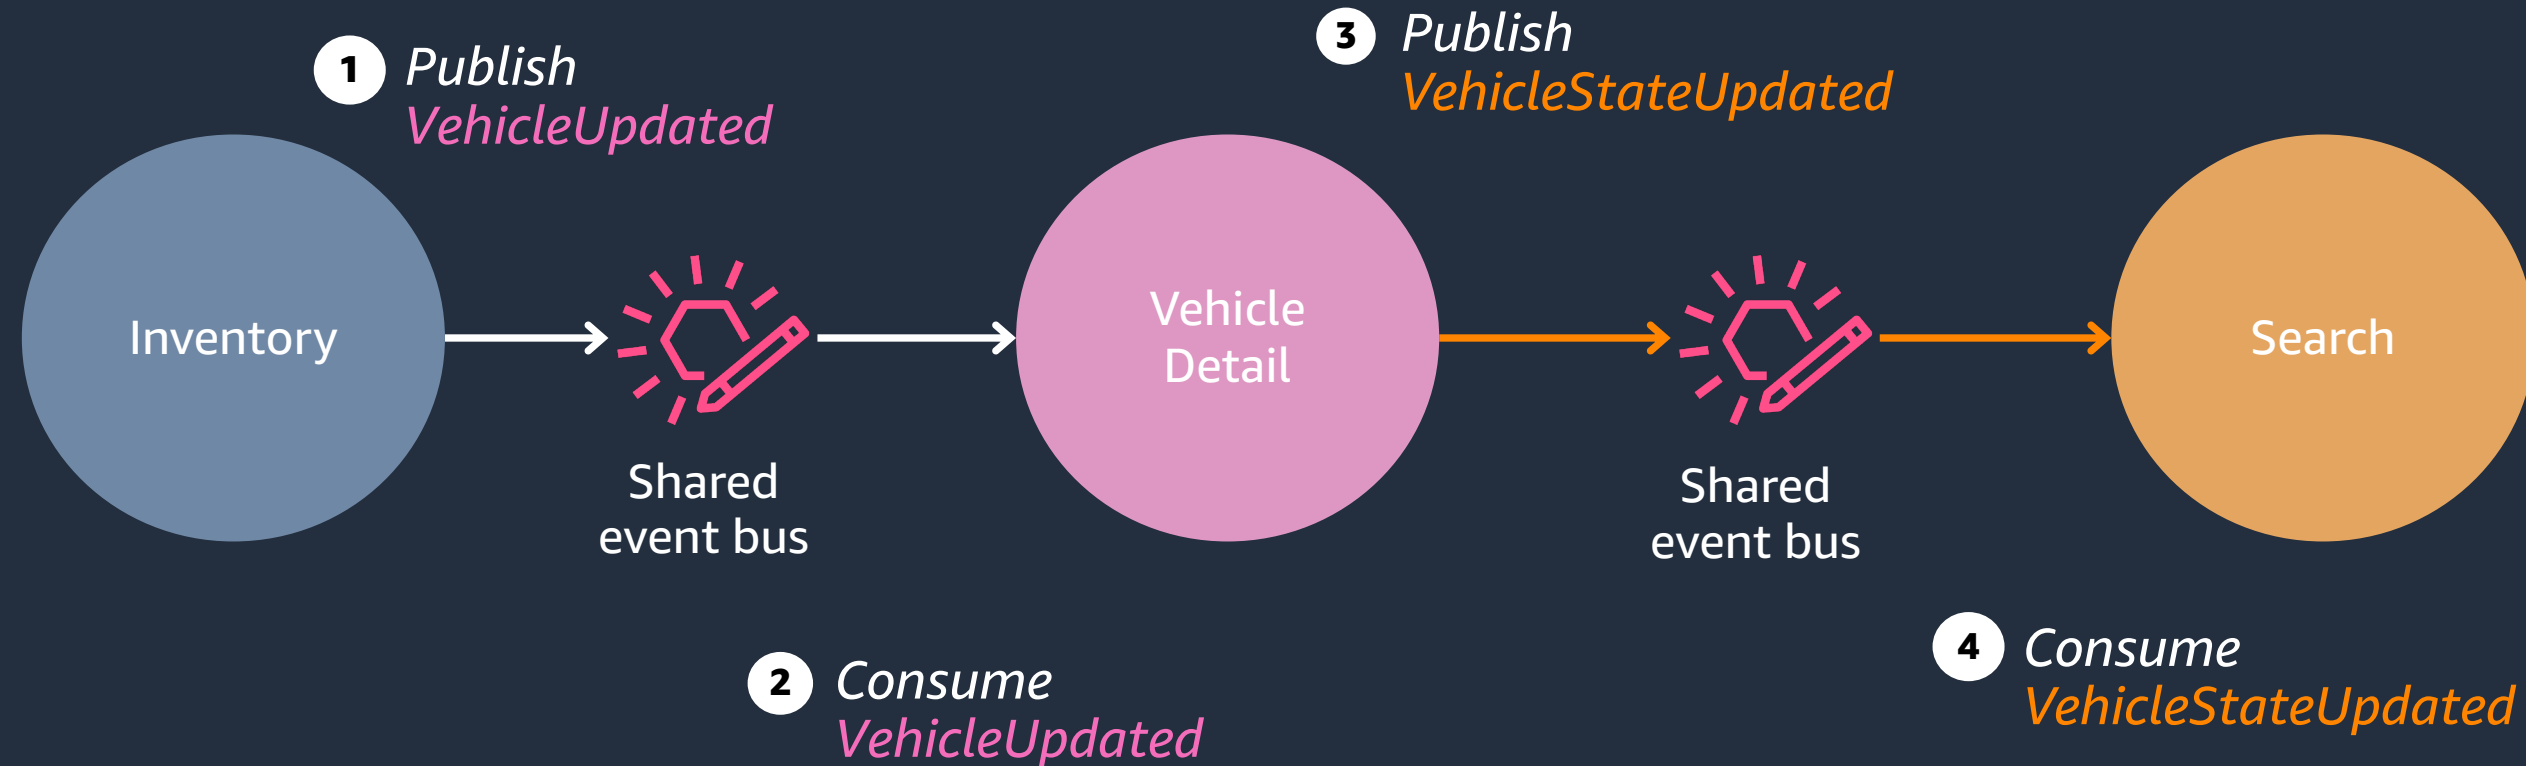 1 Publish
VehicleUpdated
3 Publish
VehicleStateUpdated
Inventory
Shared
event bus
Vehicle
Detail
Shared
event bus
Search
2 Consume
VehicleUpdated
4 Consume
VehicleStateUpdated